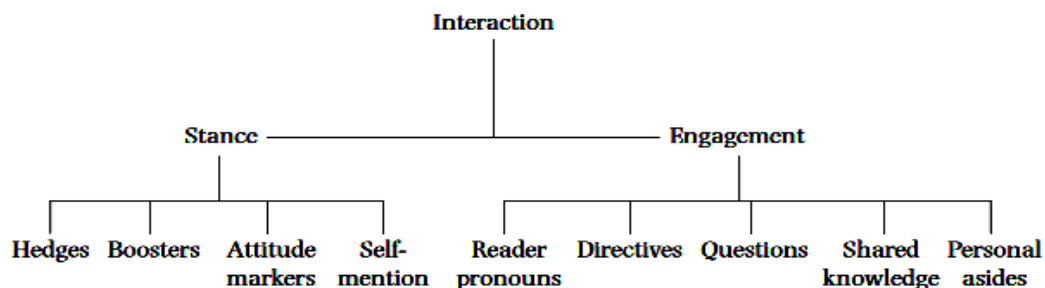 Interaction
Stance Engagement
Hedges Boosters Attitude markers Self-mention Reader pronouns Directives Questions Shared knowledge Personal asides